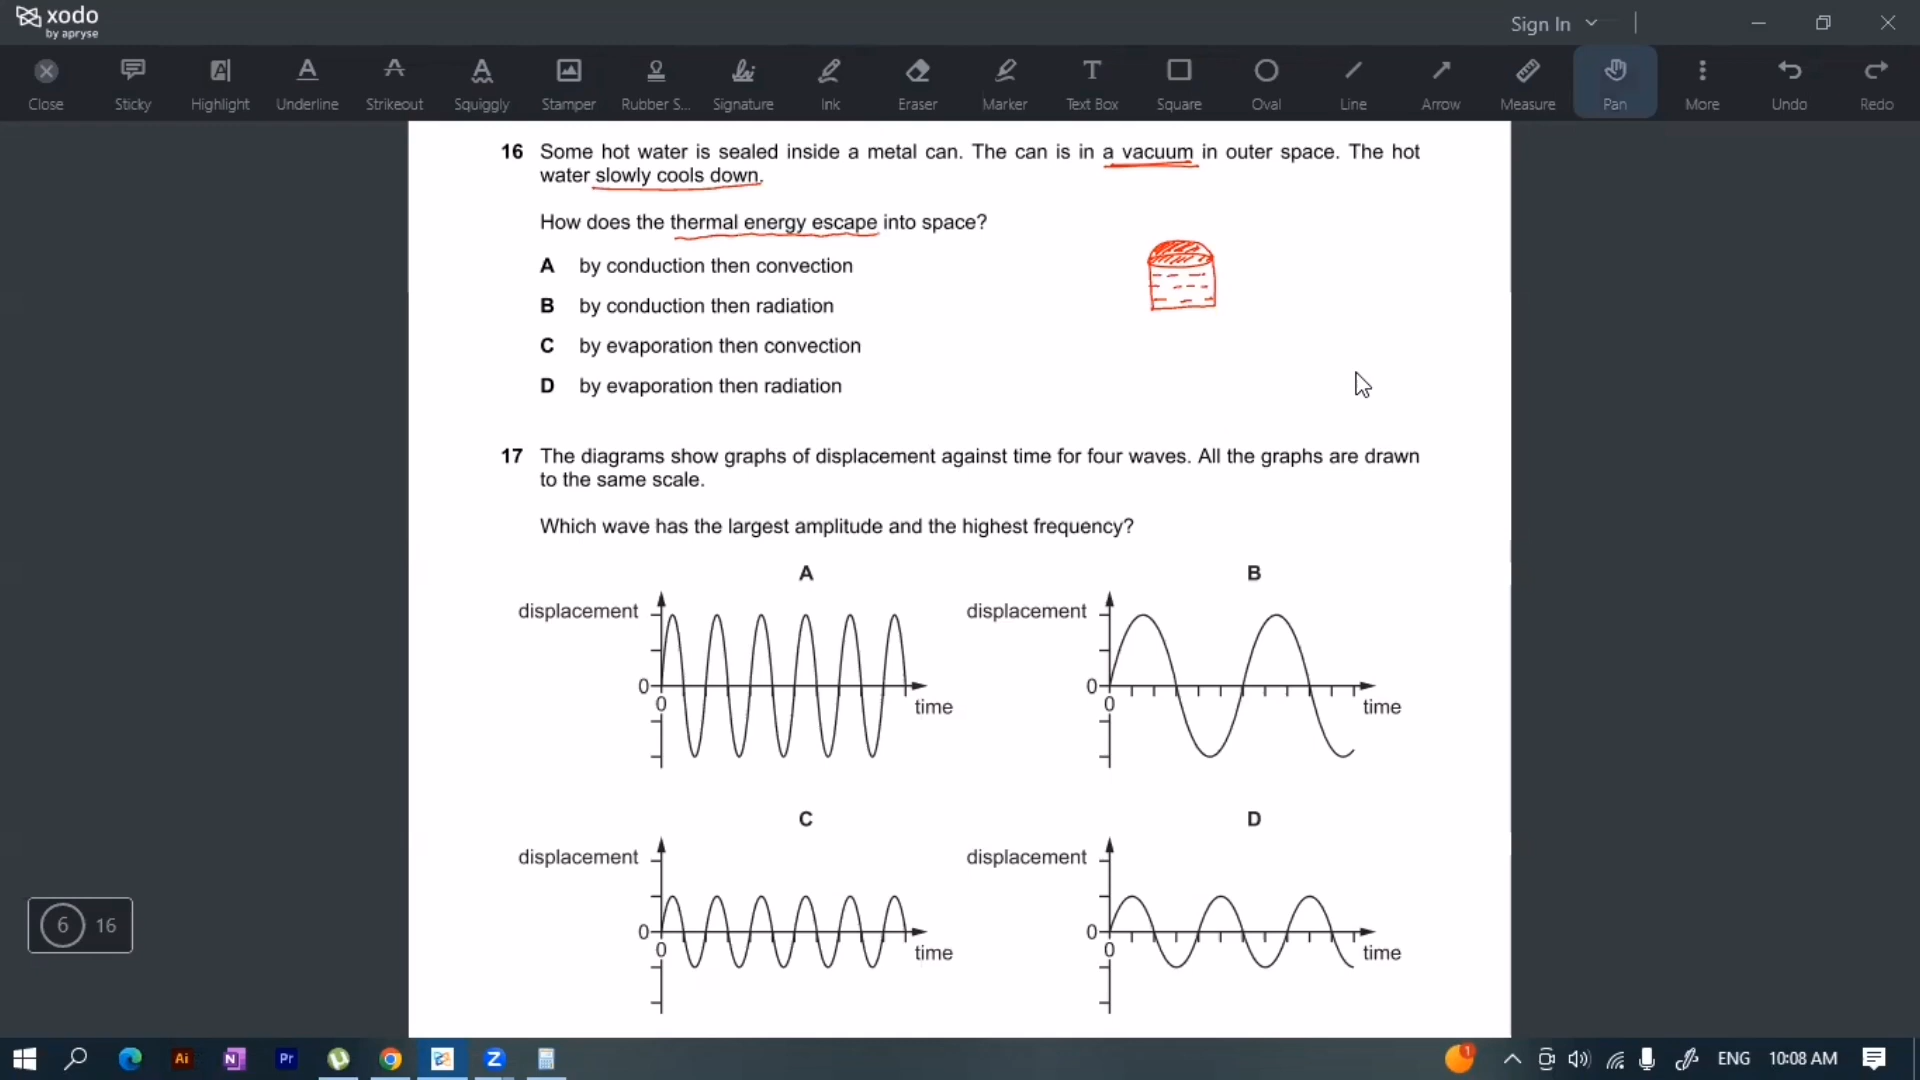 xodo
by apryse
Sign In
Close
Sticky
Highlight
Underline
Strikeout
Squiggly
Stamper
Rubber S...
Signature
Ink
Eraser
Marker
Text Box
Square
Oval
Line
Arrow
Measure
Pan
More
Undo
Redo
16 Some hot water is sealed inside a metal can. The can is in a vacuum in outer space. The hot
water slowly cools down.
How does the thermal energy escape into space?
A by conduction then convection
B by conduction then radiation
C by evaporation then convection
D by evaporation then radiation
17 The diagrams show graphs of displacement against time for four waves. All the graphs are drawn
to the same scale.
Which wave has the largest amplitude and the highest frequency?
A
displacement
0
0
time
B
displacement
0
0
time
C
displacement
0
0
time
D
displacement
0
0
time
6 16
Ai
N
Pr
Z
1
ENG
10:08 AM